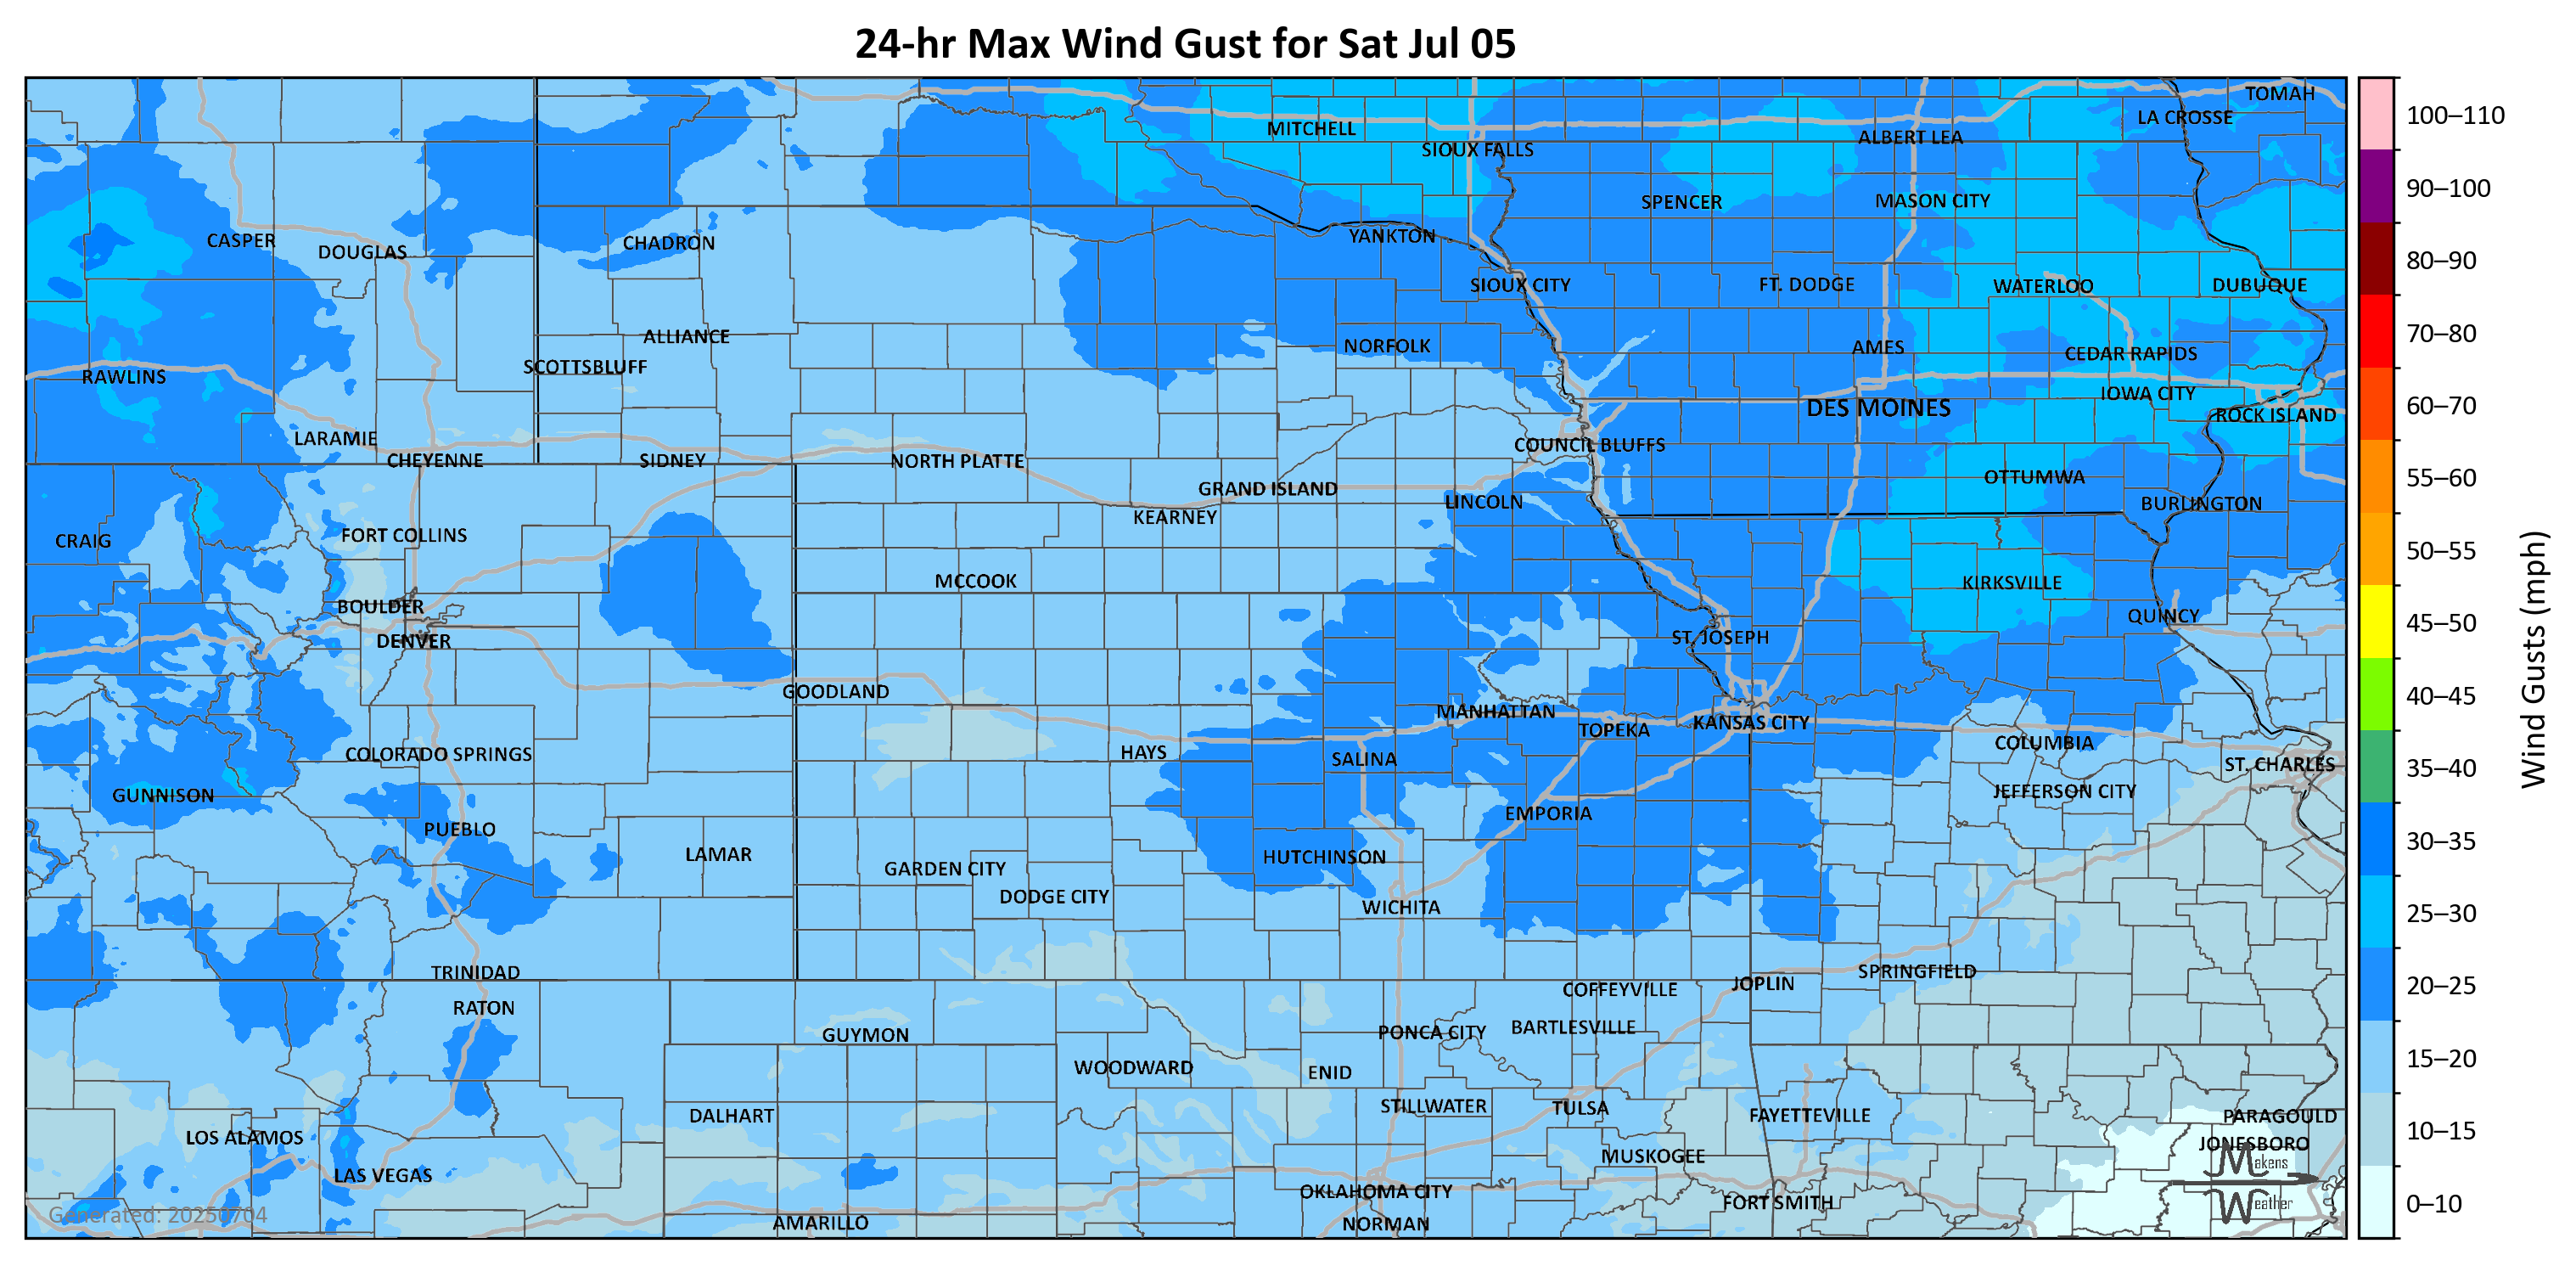 24-hr Max Wind Gust for Sat Jul 05
TOMAH
LA CROSSE
MITCHELL
ALBERT LEA
SIOUX FALLS
SPENCER
MASON CITY
YANKTON
CASPER
CHADRON
DOUGLAS
SIOUX CITY
FT. DODGE
WATERLOO
DUBUQUE
ALLIANCE
NORFOLK
AMES
CEDAR RAPIDS
SCOTTSBLUFF
RAWLINS
IOWA CITY
DES MOINES
ROCK ISLAND
LARAMIE
COUNCIL BLUFFS
CHEYENNE
SIDNEY
NORTH PLATTE
OTTUMWA
GRAND ISLAND
LINCOLN
BURLINGTON
KEARNEY
FORT COLLINS
CRAIG
MCCOOK
KIRKSVILLE
BOULDER
QUINCY
DENVER
ST. JOSEPH
GOODLAND
MANHATTAN
KANSAS CITY
TOPEKA
COLUMBIA
COLORADO SPRINGS
HAYS
SALINA
ST. CHARLES
GUNNISON
JEFFERSON CITY
EMPORIA
PUEBLO
LAMAR
HUTCHINSON
GARDEN CITY
DODGE CITY
WICHITA
TRINIDAD
SPRINGFIELD
JOPLIN
COFFEYVILLE
RATON
BARTLESVILLE
PONCA CITY
GUYMON
WOODWARD
ENID
STILLWATER
TULSA
DALHART
FAYETTEVILLE
PARAGOULD
LOS ALAMOS
JONESBORO
MUSKOGEE
LAS VEGAS
OKLAHOMA CITY
FORT SMITH
AMARILLO
NORMAN
Generated: 20250704
Makens
Weather
100–110
90–100
80–90
70–80
60–70
55–60
50–55
45–50
40–45
35–40
30–35
25–30
20–25
15–20
10–15
0–10
Wind Gusts (mph)